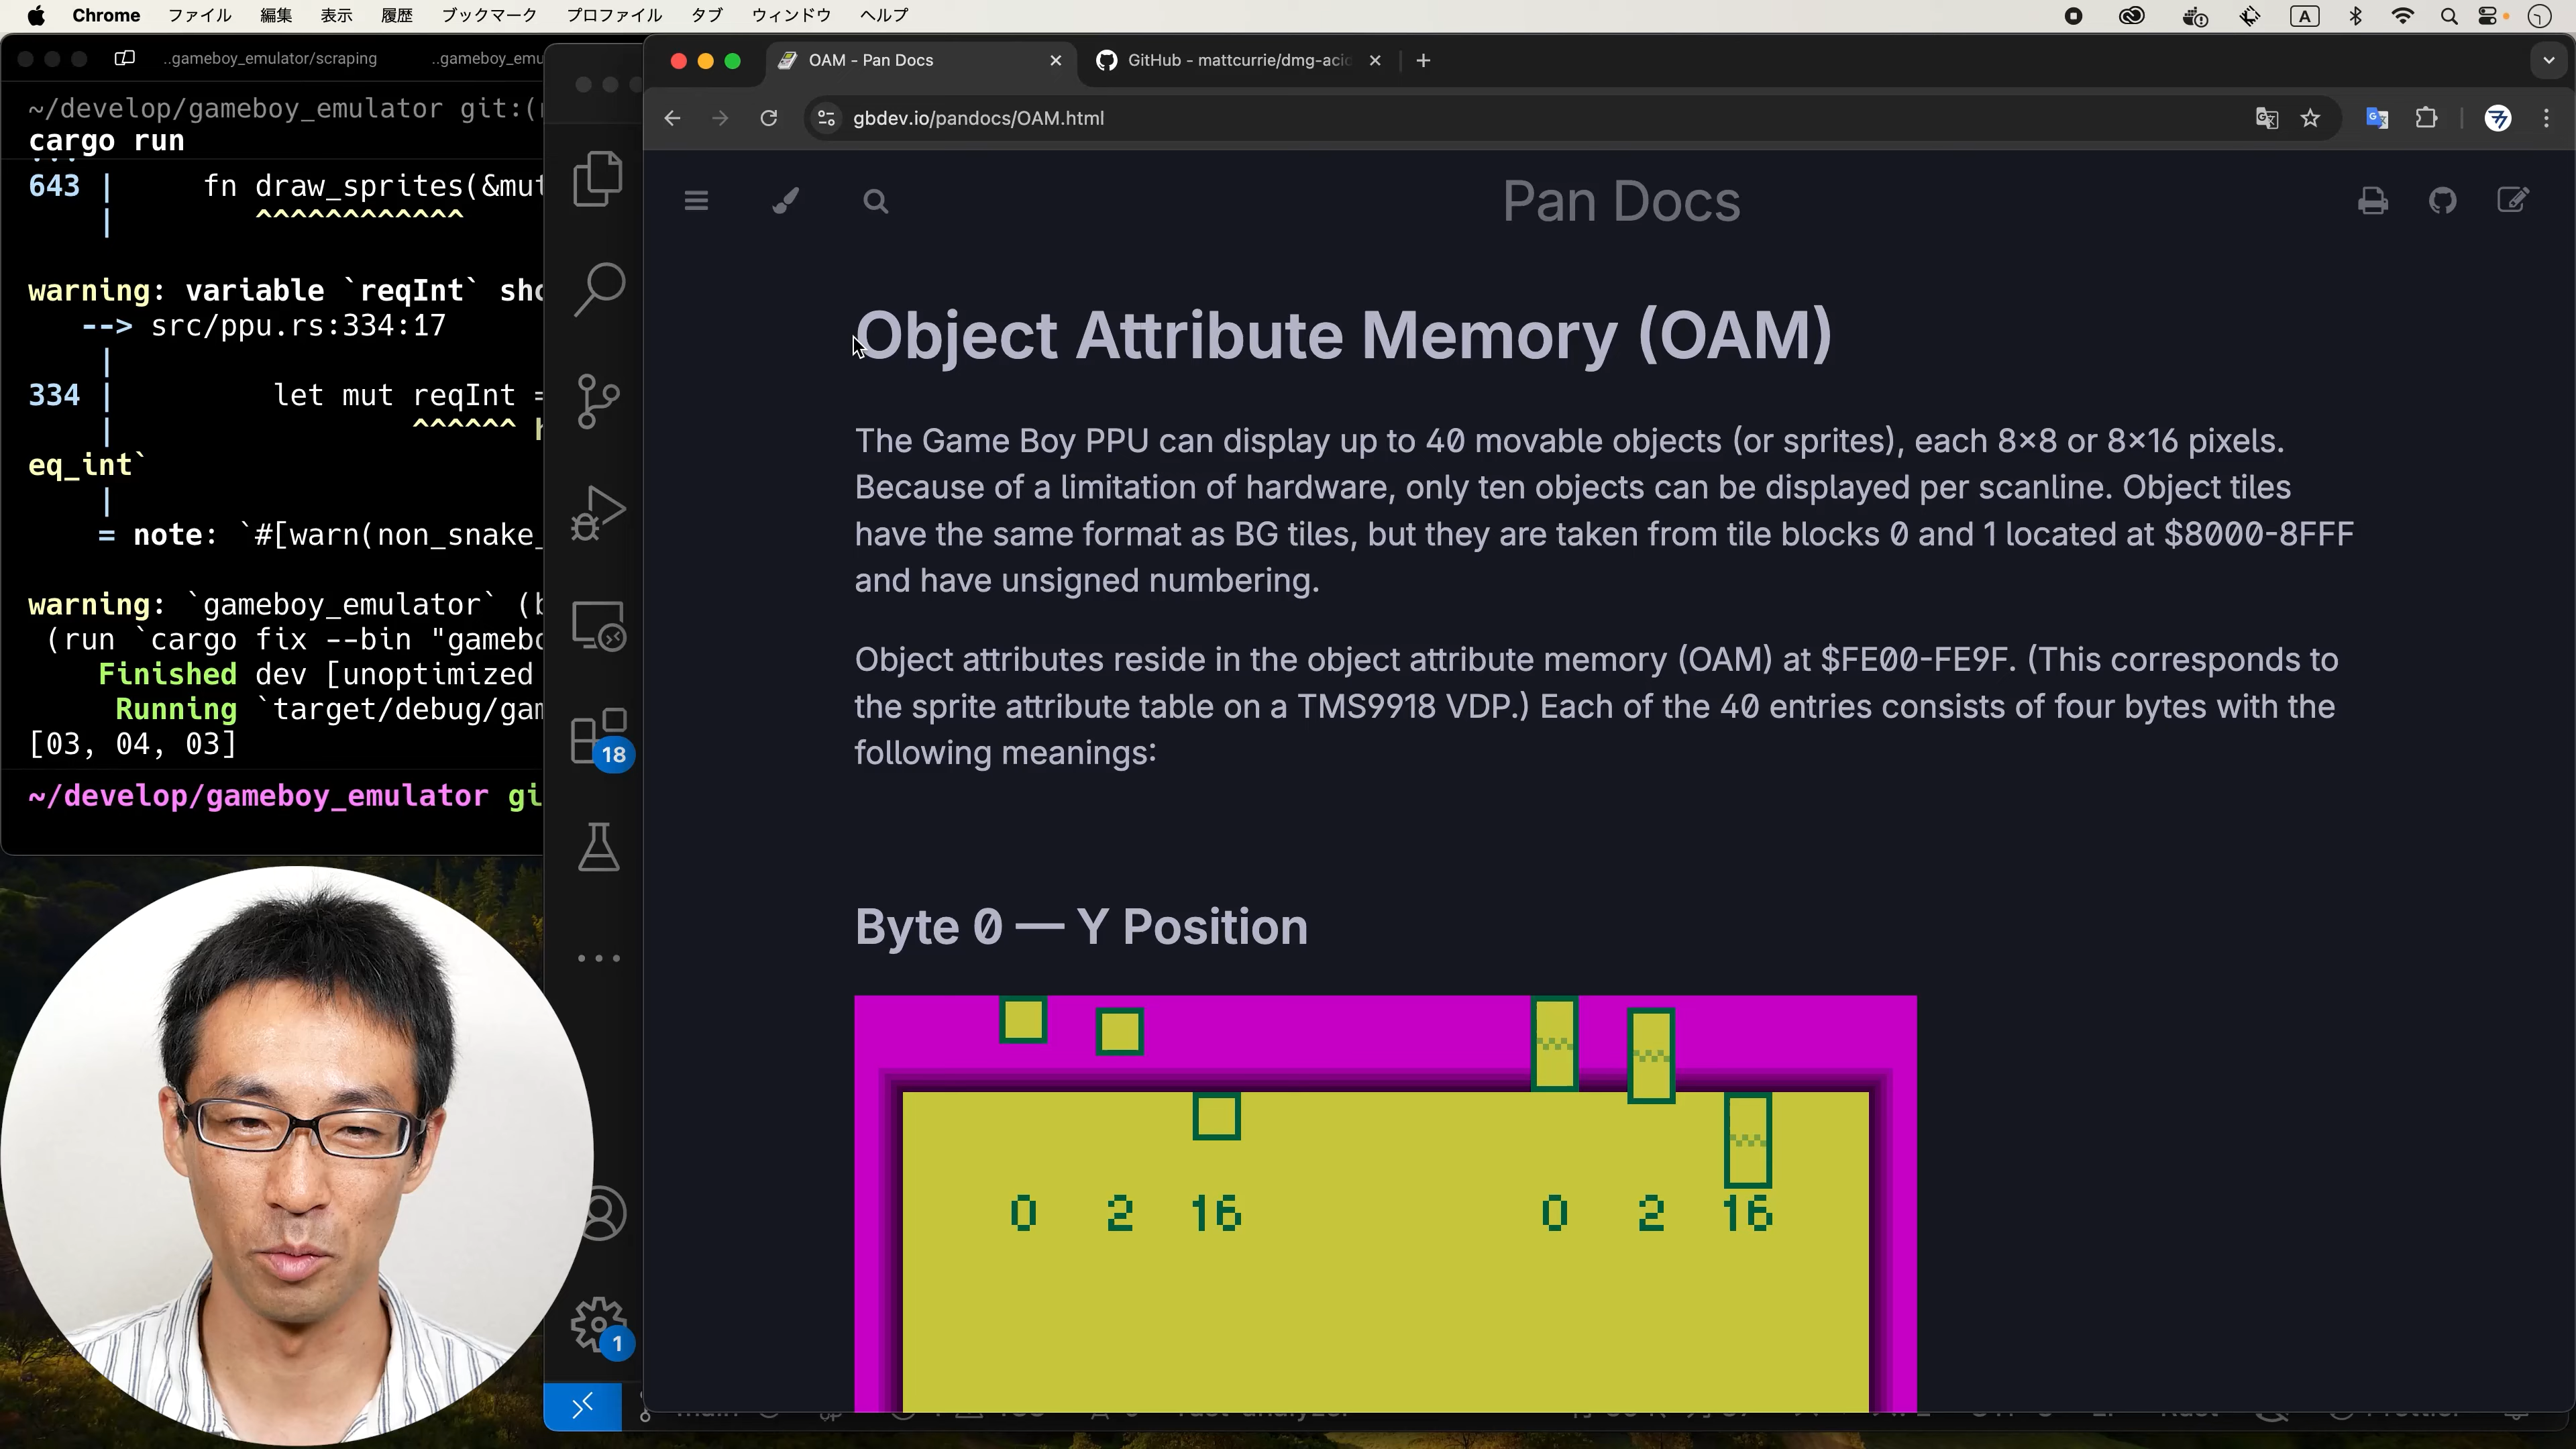 Chrome ファイル 編集 表示 履歴 ブックマーク プロファイル タブ ウィンドウ ヘルプ
A
..gameboy_emulator/scraping ..gameboy_emu
~/develop/gameboy_emulator git:(
cargo run
643 | fn draw_sprites(&mut
| ^^^^^^^^^^^^
warning: variable `reqInt` sho
--> src/ppu.rs:334:17
|
334 | let mut reqInt =
| ^^^^^^
eq_int`
|
= note: `#[warn(non_snake_
warning: `gameboy_emulator` (b
(run `cargo fix --bin "gamebo
Finished dev [unoptimized
Running `target/debug/gam
[03, 04, 03]
~/develop/gameboy_emulator gi
18
1
OAM - Pan Docs
GitHub - mattcurrie/dmg-acid
gbdev.io/pandocs/OAM.html
Pan Docs
Object Attribute Memory (OAM)
The Game Boy PPU can display up to 40 movable objects (or sprites), each 8×8 or 8×16 pixels.
Because of a limitation of hardware, only ten objects can be displayed per scanline. Object tiles
have the same format as BG tiles, but they are taken from tile blocks 0 and 1 located at $8000-8FFF
and have unsigned numbering.
Object attributes reside in the object attribute memory (OAM) at $FE00-FE9F. (This corresponds to
the sprite attribute table on a TMS9918 VDP.) Each of the 40 entries consists of four bytes with the
following meanings:
Byte 0 — Y Position
0 2 16 0 2 16